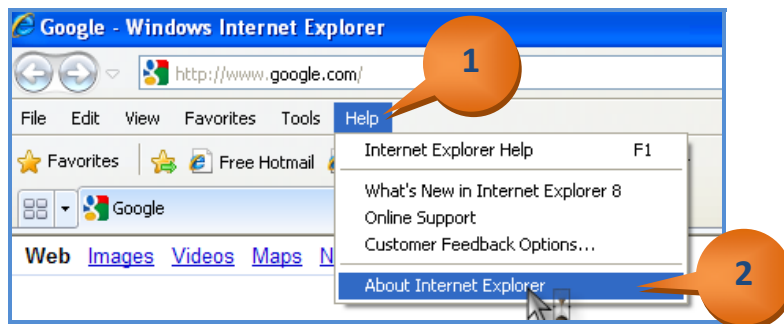 Google - Windows Internet Explorer
1
http://www.google.com/
File Edit View Favorites Tools Help
Favorites Free Hotmail
Internet Explorer Help F1
What's New in Internet Explorer 8
Google
Online Support
Customer Feedback Options...
Web Images Videos Maps N
About Internet Explorer
2